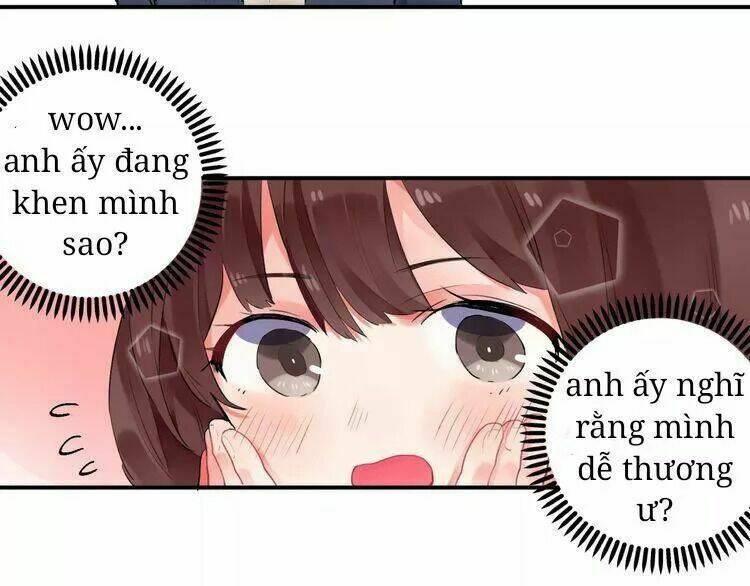 wow...
anh ấy đang
khen mình
sao?
anh ấy nghĩ
rằng mình
dễ thương
ư?